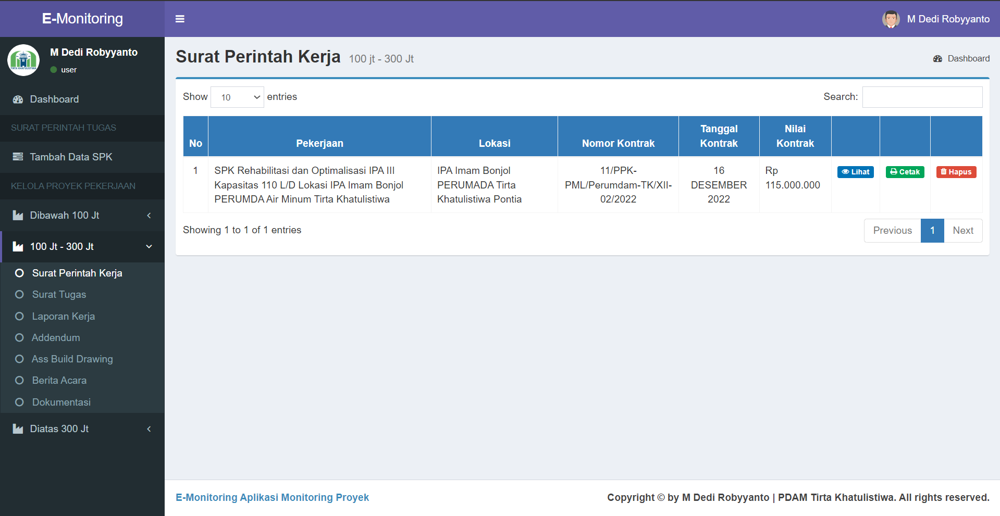 E-Monitoring
M Dedi Robyyanto
M Dedi Robyyanto
user
Dashboard
SURAT PERINTAH TUGAS
Tambah Data SPK
KELOLA PROYEK PEKERJAAN
Dibawah 100 Jt
100 Jt - 300 Jt
Surat Perintah Kerja
Surat Tugas
Laporan Kerja
Addendum
Ass Build Drawing
Berita Acara
Dokumentasi
Diatas 300 Jt
Surat Perintah Kerja 100 jt - 300 Jt
Dashboard
Show 10 entries
Search:
No
Pekerjaan
Lokasi
Nomor Kontrak
Tanggal
Kontrak
Nilai
Kontrak
1
SPK Rehabilitasi dan Optimalisasi IPA III
Kapasitas 110 L/D Lokasi IPA Imam Bonjol
PERUMDA Air Minum Tirta Khatulistiwa
IPA Imam Bonjol
PERUMADA Tirta
Khatulistiwa Pontia
11/PPK-
PML/Perumdam-TK/XII-
02/2022
16
DESEMBER
2022
Rp
115.000.000
Lihat
Cetak
Hapus
Showing 1 to 1 of 1 entries
Previous 1 Next
E-Monitoring Aplikasi Monitoring Proyek
Copyright © by M Dedi Robyyanto | PDAM Tirta Khatulistiwa. All rights reserved.
TIRTA KHATULISTIWA